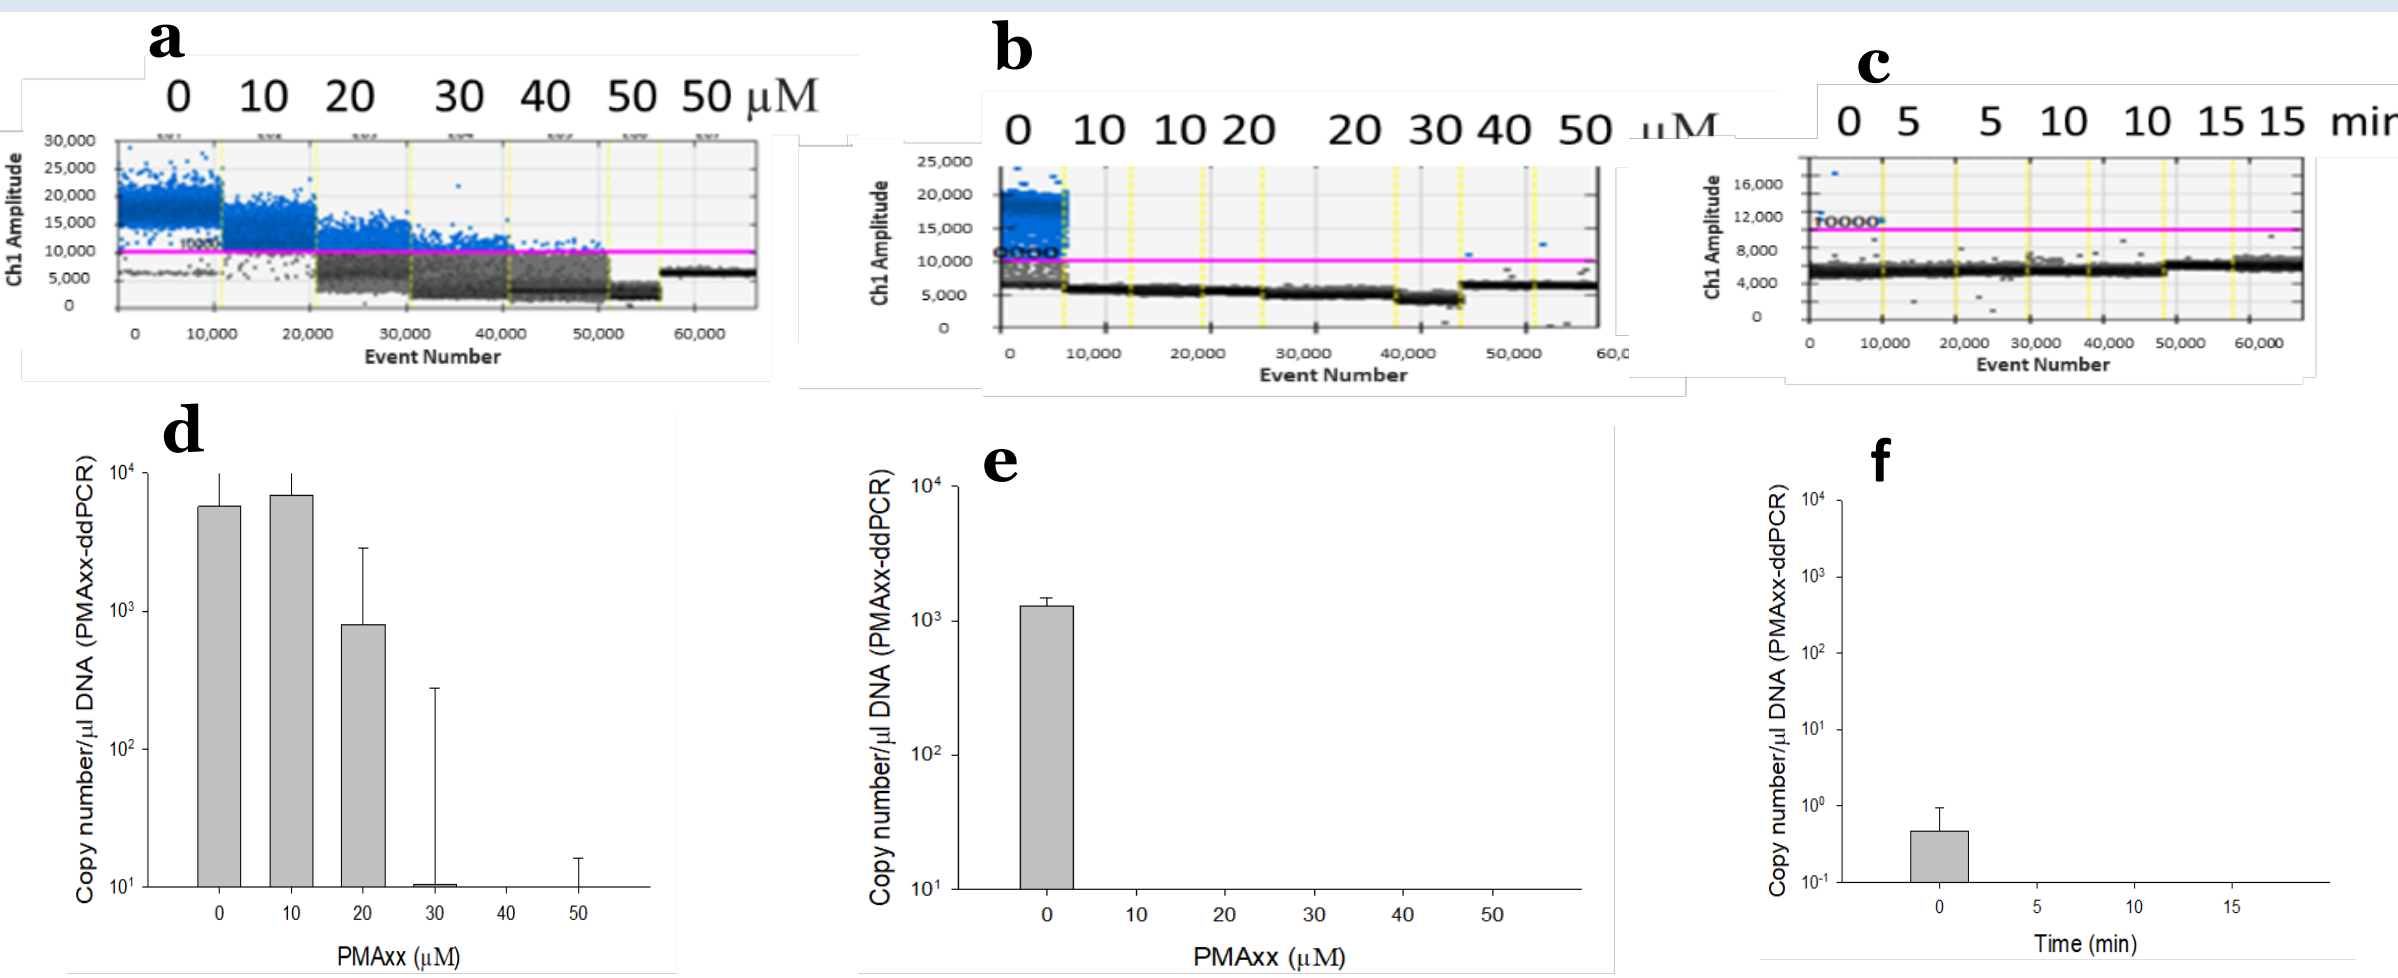 a
0 10 20 30 40 50 50 μM
30,000
25,000
20,000
15,000
10,000
5,000
0
Ch1 Amplitude
10000
0 10,000 20,000 30,000 40,000 50,000 60,000
Event Number
b
0 10 10 20 20 30 40 50 μM
25,000
20,000
15,000
10,000
5,000
0
Ch1 Amplitude
0 10,000 20,000 30,000 40,000 50,000 60,0
Event Number
c
0 5 5 10 10 15 15 min
16,000
12,000
8,000
4,000
0
Ch1 Amplitude
10000
0 10,000 20,000 30,000 40,000 50,000 60,000
Event Number
d
Copy number/μl DNA (PMAxx-ddPCR)
10⁴
10³
10²
10¹
0 10 20 30 40 50
PMAxx (μM)
e
Copy number/μl DNA (PMAxx-ddPCR)
10⁴
10³
10²
10¹
0 10 20 30 40 50
PMAxx (μM)
f
Copy number/μl DNA (PMAxx-ddPCR)
10⁴
10³
10²
10¹
10⁰
10⁻¹
0 5 10 15
Time (min)